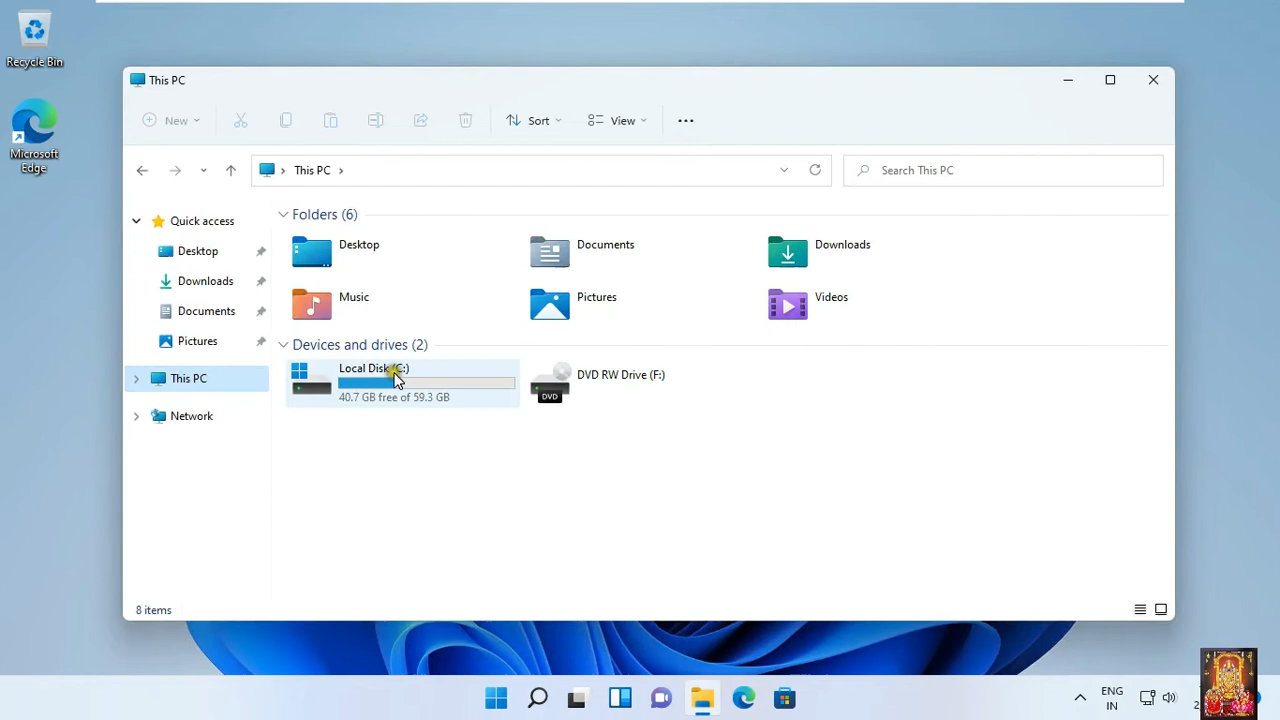 Recycle Bin
Microsoft
Edge
This PC
New
Sort
View
This PC
Search This PC
Quick access
Desktop
Downloads
Documents
Pictures
This PC
Network
Folders (6)
Desktop
Documents
Downloads
Music
Pictures
Videos
Devices and drives (2)
Local Disk (C:)
40.7 GB free of 59.3 GB
DVD RW Drive (F:)
DVD
8 items
ENG
IN